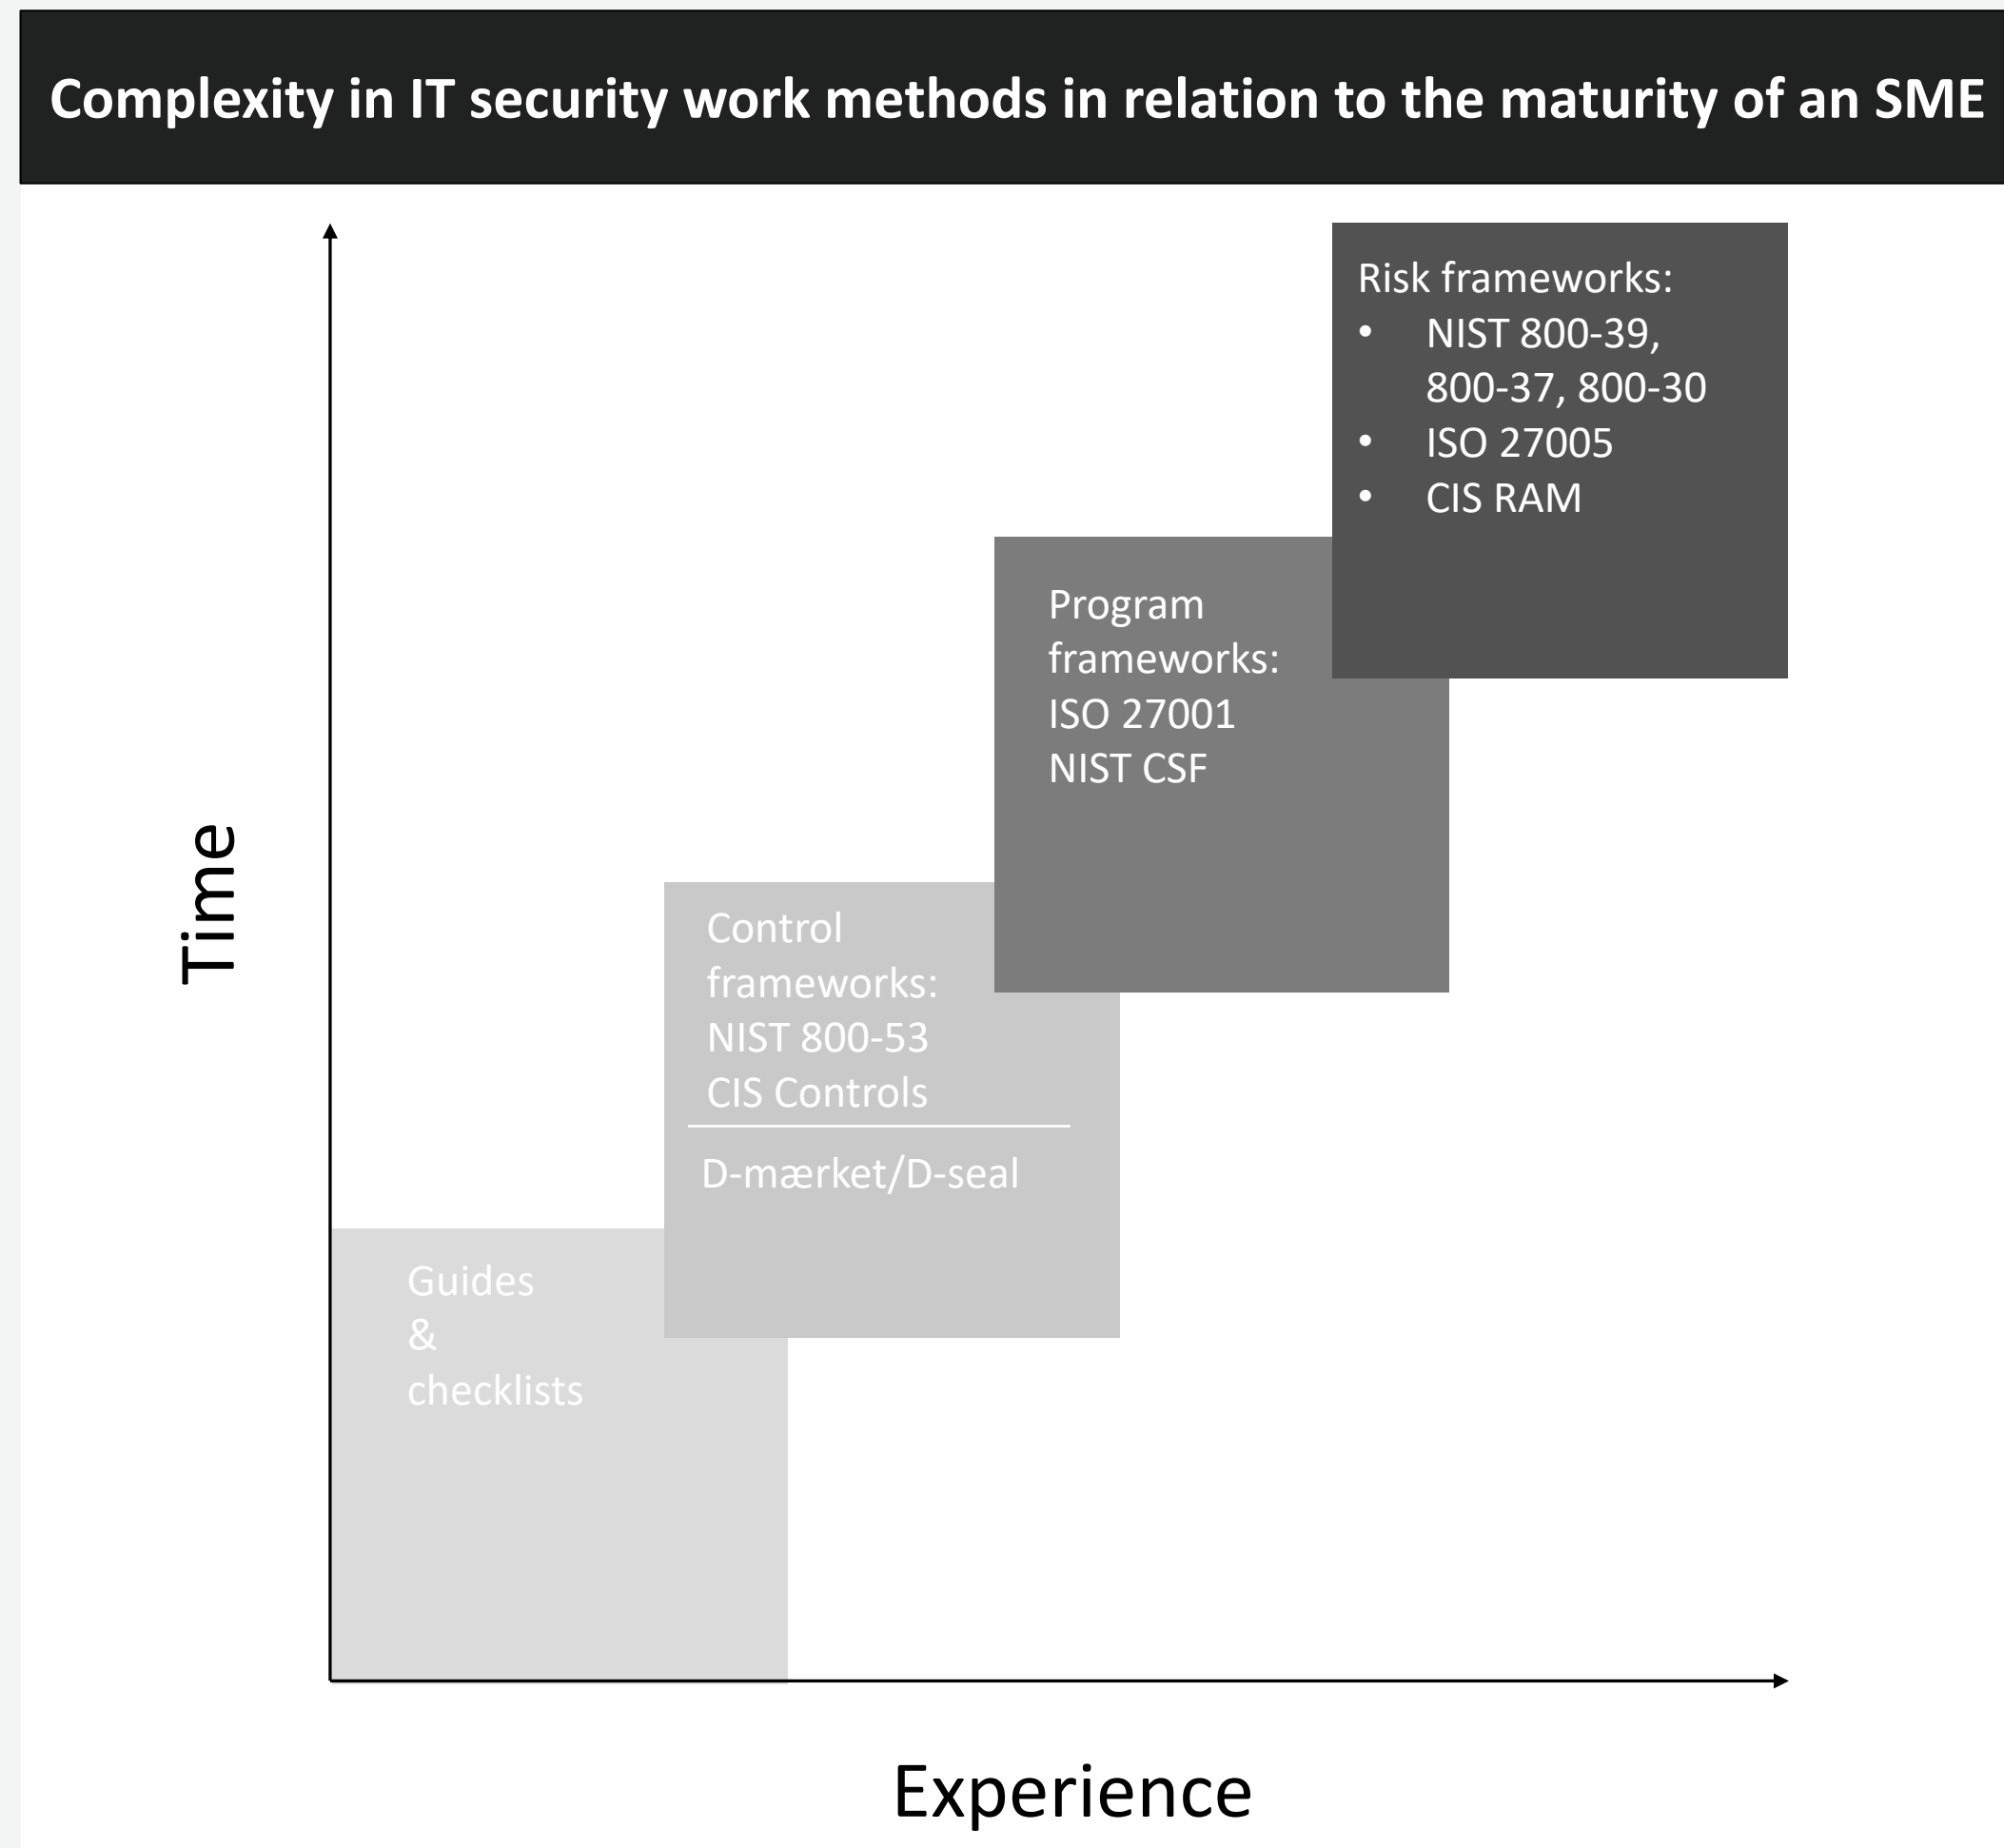 Complexity in IT security work methods in relation to the maturity of an SME
Risk frameworks:
• NIST 800-39,
800-37, 800-30
• ISO 27005
• CIS RAM
Program
frameworks:
ISO 27001
NIST CSF
Control
frameworks:
NIST 800-53
CIS Controls
D-mærket/D-seal
Guides
&
checklists
Time
Experience